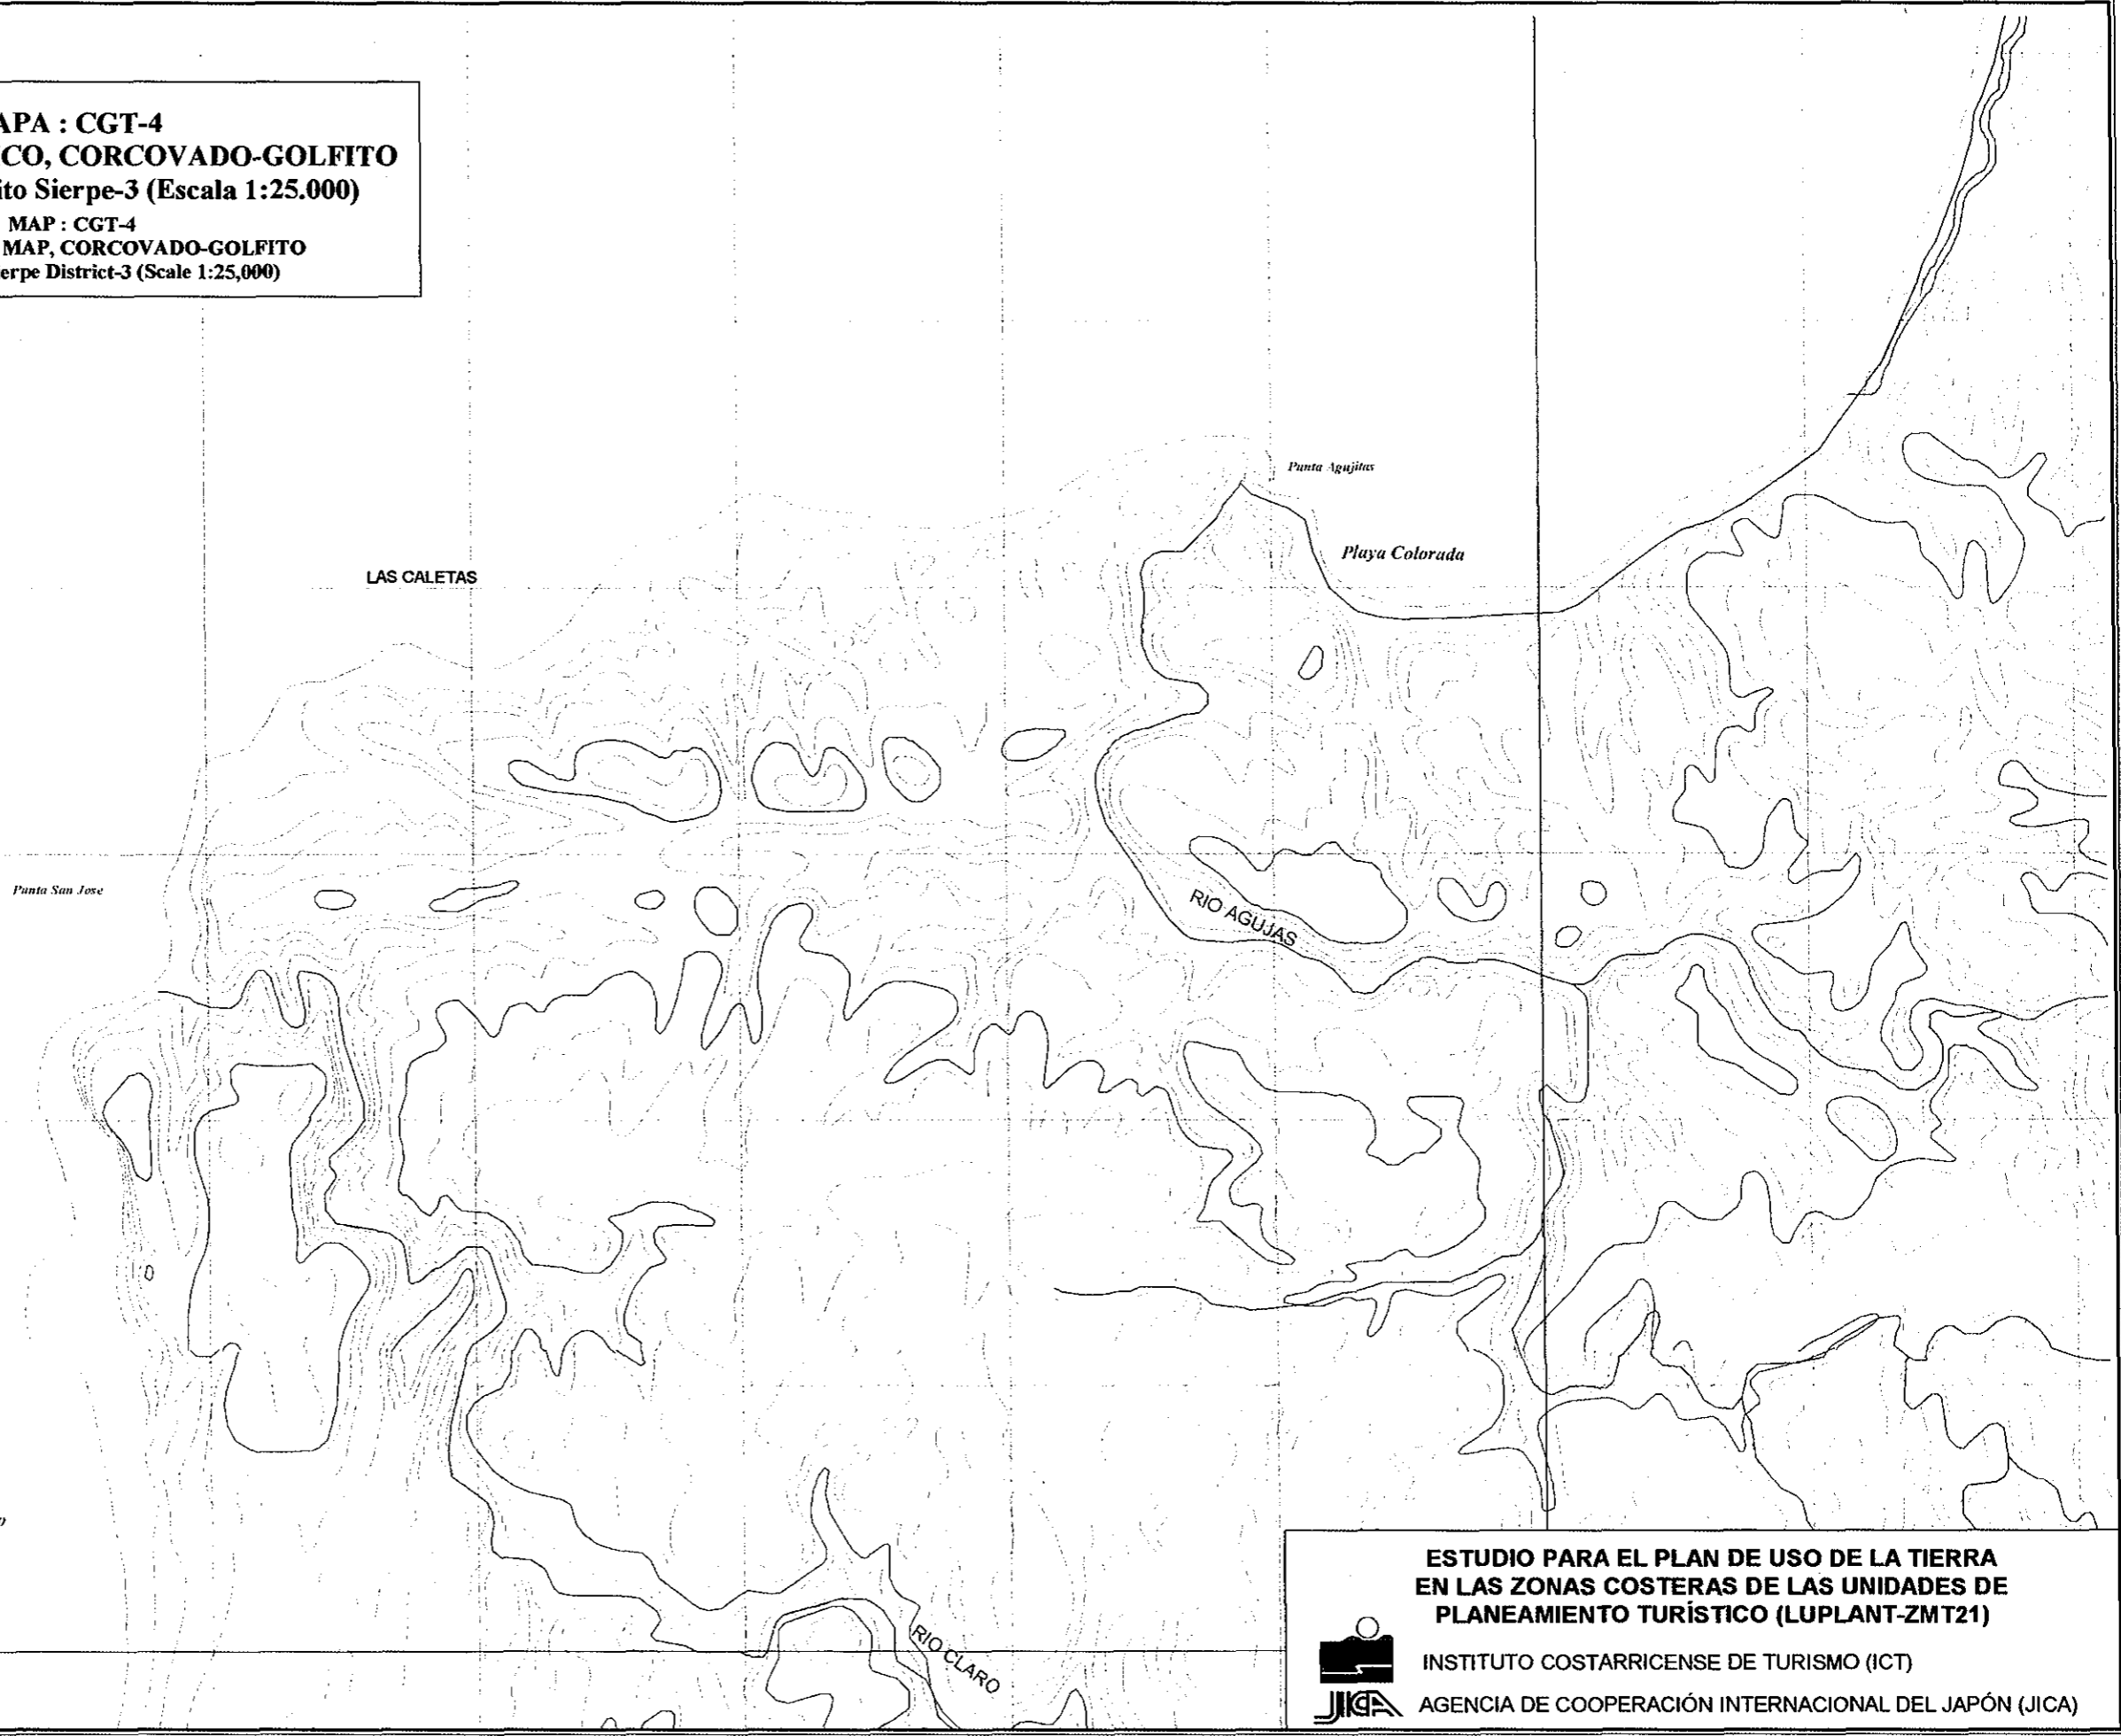 APA : CGT-4
CO, CORCOVADO-GOLFITO
ito Sierpe-3 (Escala 1:25.000)
MAP : CGT-4
MAP, CORCOVADO-GOLFITO
erpe District-3 (Scale 1:25,000)
Punta Agujitas
Playa Colorada
LAS CALETAS
Punta San Jose
RIO AGUJAS
RIO CLARO
ESTUDIO PARA EL PLAN DE USO DE LA TIERRA
EN LAS ZONAS COSTERAS DE LAS UNIDADES DE
PLANEAMIENTO TURÍSTICO (LUPLANT-ZMT21)
INSTITUTO COSTARRICENSE DE TURISMO (ICT)
JICA AGENCIA DE COOPERACIÓN INTERNACIONAL DEL JAPÓN (JICA)